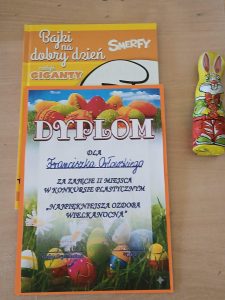 Bajki
na
dobry dzień
SMERFY
GIGANTY
DYPLOM
DLA
Franciszka Orłowskiego
ZA ZAJĘCIE II MIEJSCA
W KONKURSIE PLASTYCZNYM
"NAJPIĘKNIEJSZA OZDOBA
WIELKANOCNA"